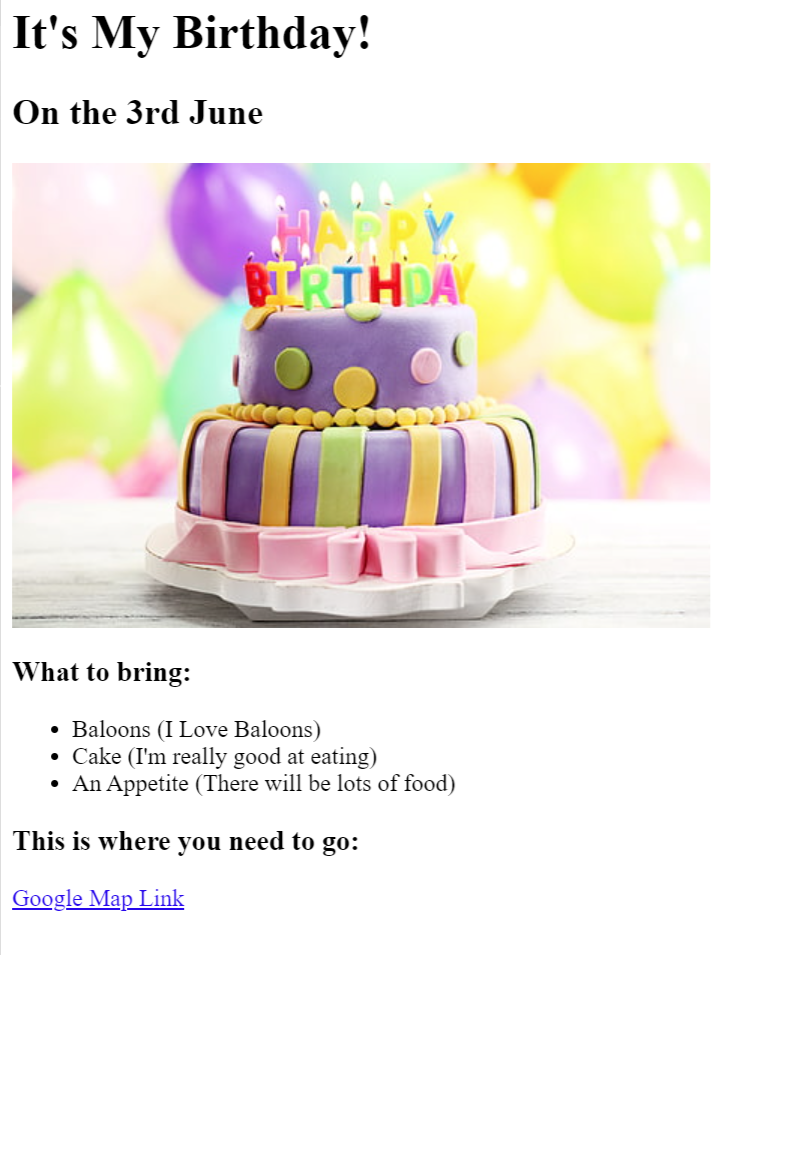 It's My Birthday!
On the 3rd June
HAPPY
BIRTHDAY
What to bring:
Baloons (I Love Baloons)
Cake (I'm really good at eating)
An Appetite (There will be lots of food)
This is where you need to go:
Google Map Link